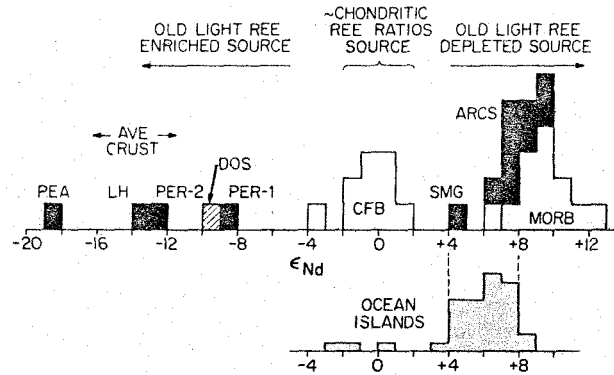 OLD LIGHT REE
ENRICHED SOURCE
~CHONDRITIC
REE RATIOS
SOURCE
OLD LIGHT REE
DEPLETED SOURCE
AVE
CRUST
DOS
ARCS
PEA
LH
PER-2
PER-1
CFB
SMG
MORB
-20
-16
-12
-8
-4
0
+4
+8
+12
εNd
OCEAN
ISLANDS
-4
0
+4
+8